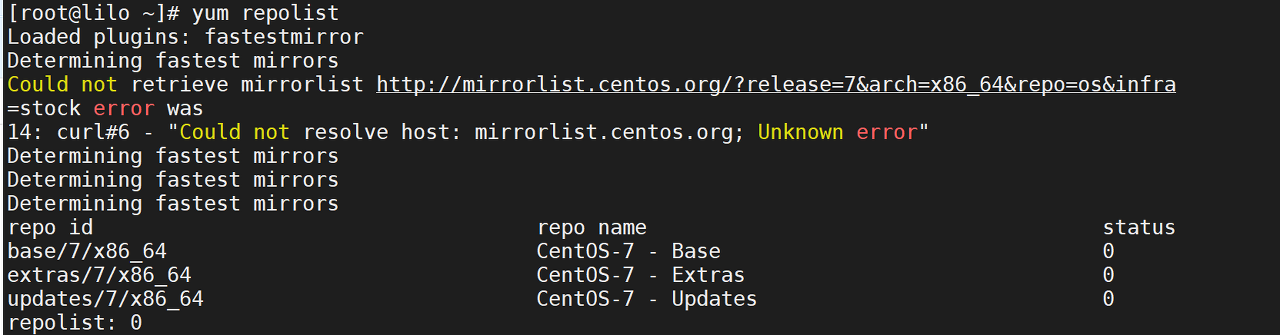 [root@lilo ~]# yum repolist
Loaded plugins: fastestmirror
Determining fastest mirrors
Could not retrieve mirrorlist http://mirrorlist.centos.org/?release=7&arch=x86_64&repo=os&infra
=stock error was
14: curl#6 - "Could not resolve host: mirrorlist.centos.org; Unknown error"
Determining fastest mirrors
Determining fastest mirrors
Determining fastest mirrors
repo id repo name status
base/7/x86_64 CentOS-7 - Base 0
extras/7/x86_64 CentOS-7 - Extras 0
updates/7/x86_64 CentOS-7 - Updates 0
repolist: 0